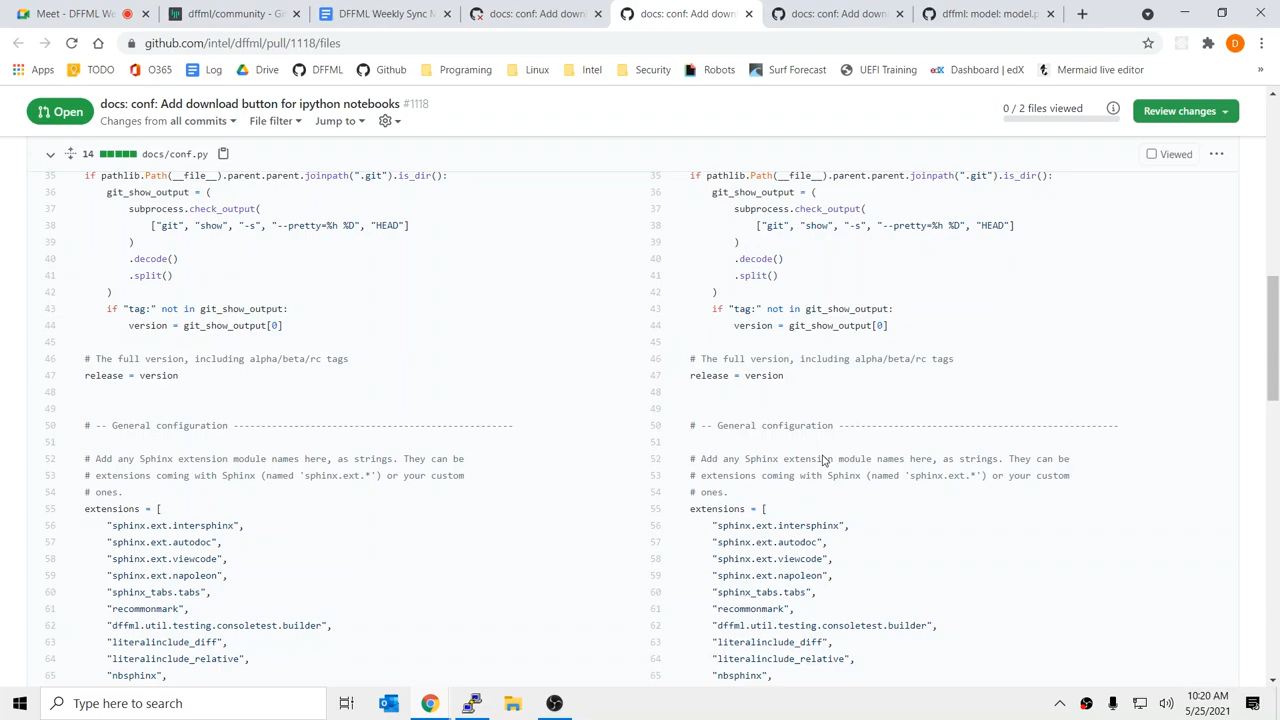 DFFML We
dffml/community - G
DFFML Weekly Sync M
docs: conf: Add down
docs: conf: Add dow
docs: conf: Add down
dffml: model: model.p
github.com/intel/dffml/pull/1118/files
D
Apps
TODO
O365
Log
Drive
DFFML
Github
Programing
Linux
Intel
Security
Robots
Surf Forecast
UEFI Training
Dashboard | edX
Mermaid live editor
»
Open
docs: conf: Add download button for ipython notebooks #1118
Changes from all commits
File filter
Jump to
0 / 2 files viewed
Review changes
14
docs/conf.py
Viewed
35 if pathlib.Path(__file__).parent.parent.joinpath(".git").is_dir():
36 git_show_output = (
37 subprocess.check_output(
38 ["git", "show", "-s", "--pretty=%h %D", "HEAD"]
39 )
40 .decode()
41 .split()
42 )
43 if "tag:" not in git_show_output:
44 version = git_show_output[0]
45
46 # The full version, including alpha/beta/rc tags
47 release = version
48
49
50 # -- General configuration ---------------------------------------------------
51
52 # Add any Sphinx extension module names here, as strings. They can be
53 # extensions coming with Sphinx (named 'sphinx.ext.*') or your custom
54 # ones.
55 extensions = [
56 "sphinx.ext.intersphinx",
57 "sphinx.ext.autodoc",
58 "sphinx.ext.viewcode",
59 "sphinx.ext.napoleon",
60 "sphinx_tabs.tabs",
61 "recommonmark",
62 "dffml.util.testing.consoletest.builder",
63 "literalinclude_diff",
64 "literalinclude_relative",
65 "nbsphinx",
35 if pathlib.Path(__file__).parent.parent.joinpath(".git").is_dir():
36 git_show_output = (
37 subprocess.check_output(
38 ["git", "show", "-s", "--pretty=%h %D", "HEAD"]
39 )
40 .decode()
41 .split()
42 )
43 if "tag:" not in git_show_output:
44 version = git_show_output[0]
45
46 # The full version, including alpha/beta/rc tags
47 release = version
48
49
50 # -- General configuration ---------------------------------------------------
51
52 # Add any Sphinx extension module names here, as strings. They can be
53 # extensions coming with Sphinx (named 'sphinx.ext.*') or your custom
54 # ones.
55 extensions = [
56 "sphinx.ext.intersphinx",
57 "sphinx.ext.autodoc",
58 "sphinx.ext.viewcode",
59 "sphinx.ext.napoleon",
60 "sphinx_tabs.tabs",
61 "recommonmark",
62 "dffml.util.testing.consoletest.builder",
63 "literalinclude_diff",
64 "literalinclude_relative",
65 "nbsphinx",
Type here to search
10:20 AM
5/25/2021